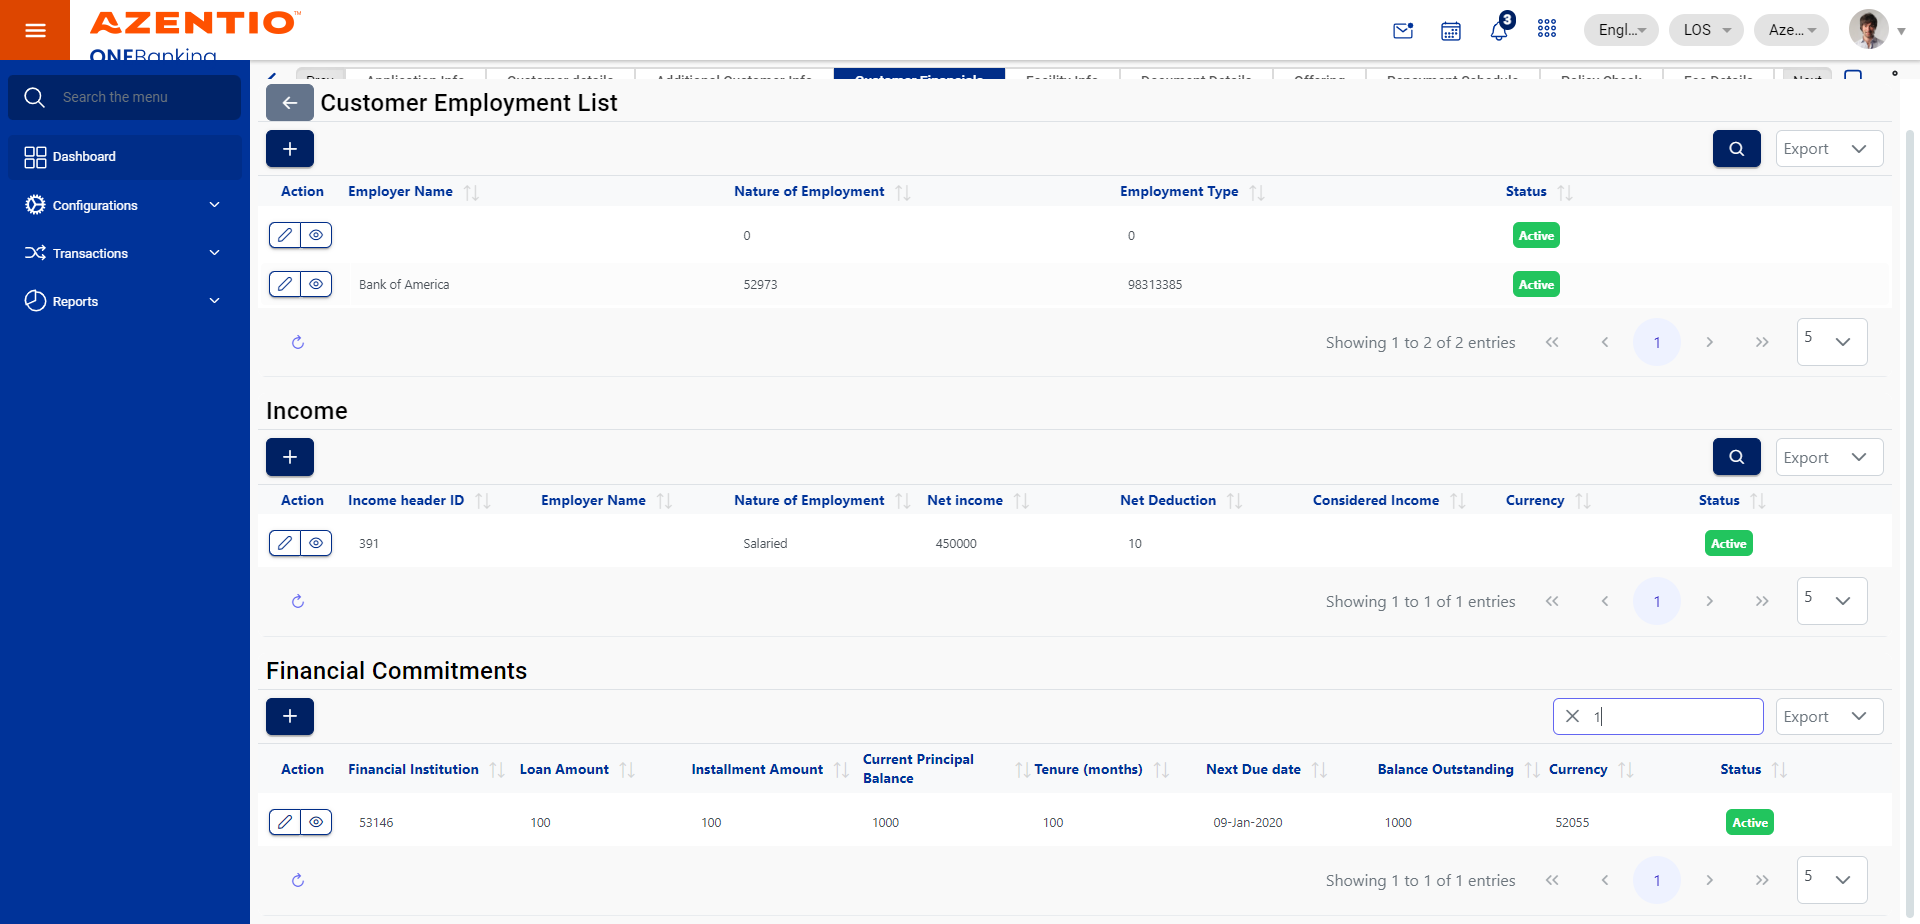 AZENTIO™
ONEBanking
3
Engl...
LOS
Aze...
Search the menu
Dashboard
Configurations
Transactions
Reports
Prev
Application Info
Customer details
Additional Customer Info
Customer Financials
Facility Info
Document Details
Offering
Repayment Schedule
Policy Check
Fee Details
Next
Customer Employment List
Export
Action Employer Name Nature of Employment Employment Type Status
0 0 Active
Bank of America 52973 98313385 Active
Showing 1 to 2 of 2 entries 1 5
Income
Export
Action Income header ID Employer Name Nature of Employment Net income Net Deduction Considered Income Currency Status
391 Salaried 450000 10 Active
Showing 1 to 1 of 1 entries 1 5
Financial Commitments
1 Export
Action Financial Institution Loan Amount Installment Amount Current Principal Balance Tenure (months) Next Due date Balance Outstanding Currency Status
53146 100 100 1000 100 09-Jan-2020 1000 52055 Active
Showing 1 to 1 of 1 entries 1 5